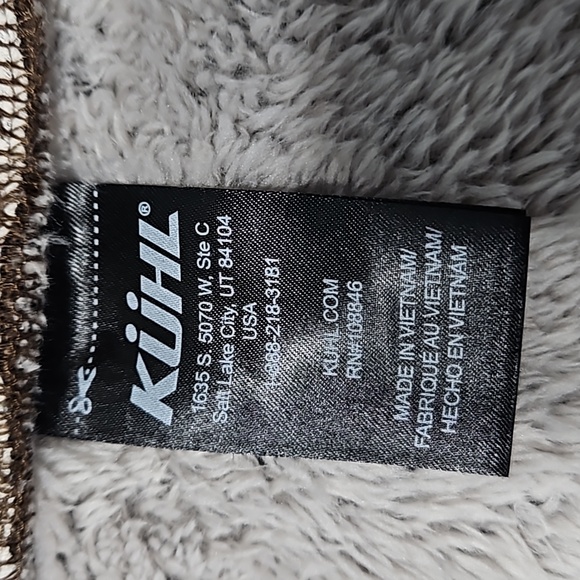 KÜHL®
1635 S 5070 W, Ste C
Salt Lake City, UT 84104
USA
1-888-218-3181
KUHL.COM
RN#109846
MADE IN VIETNAM/
FABRIQUE AU VIETNAM/
HECHO EN VIETNAM